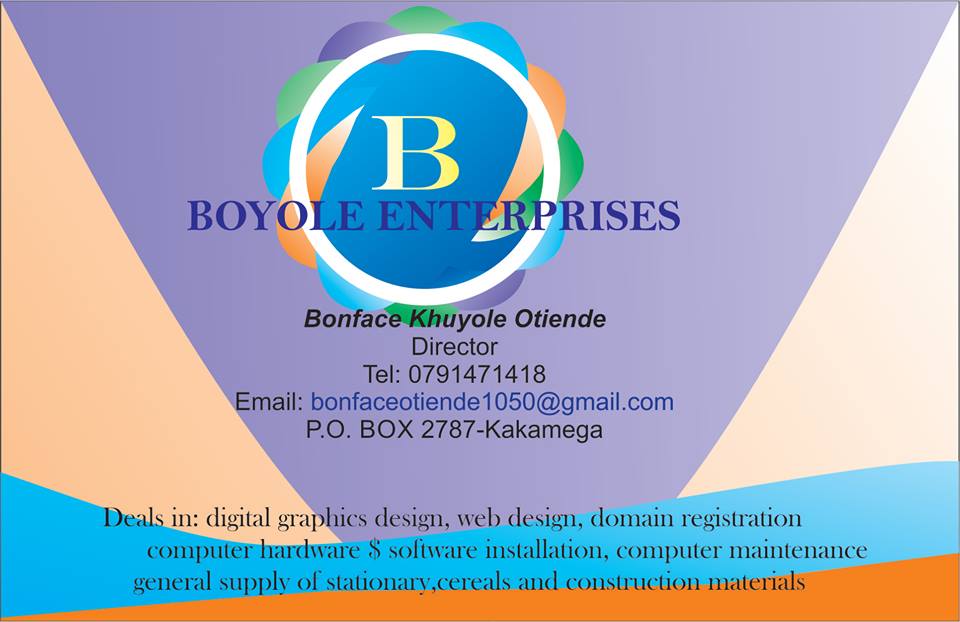 B
BOYOLE ENTERPRISES
Bonface Khuyole Otiende
Director
Tel: 0791471418
Email: bonfaceotiende1050@gmail.com
P.O. BOX 2787-Kakamega
Deals in: digital graphics design, web design, domain registration
computer hardware $ software installation, computer maintenance
general supply of stationary,cereals and construction materials